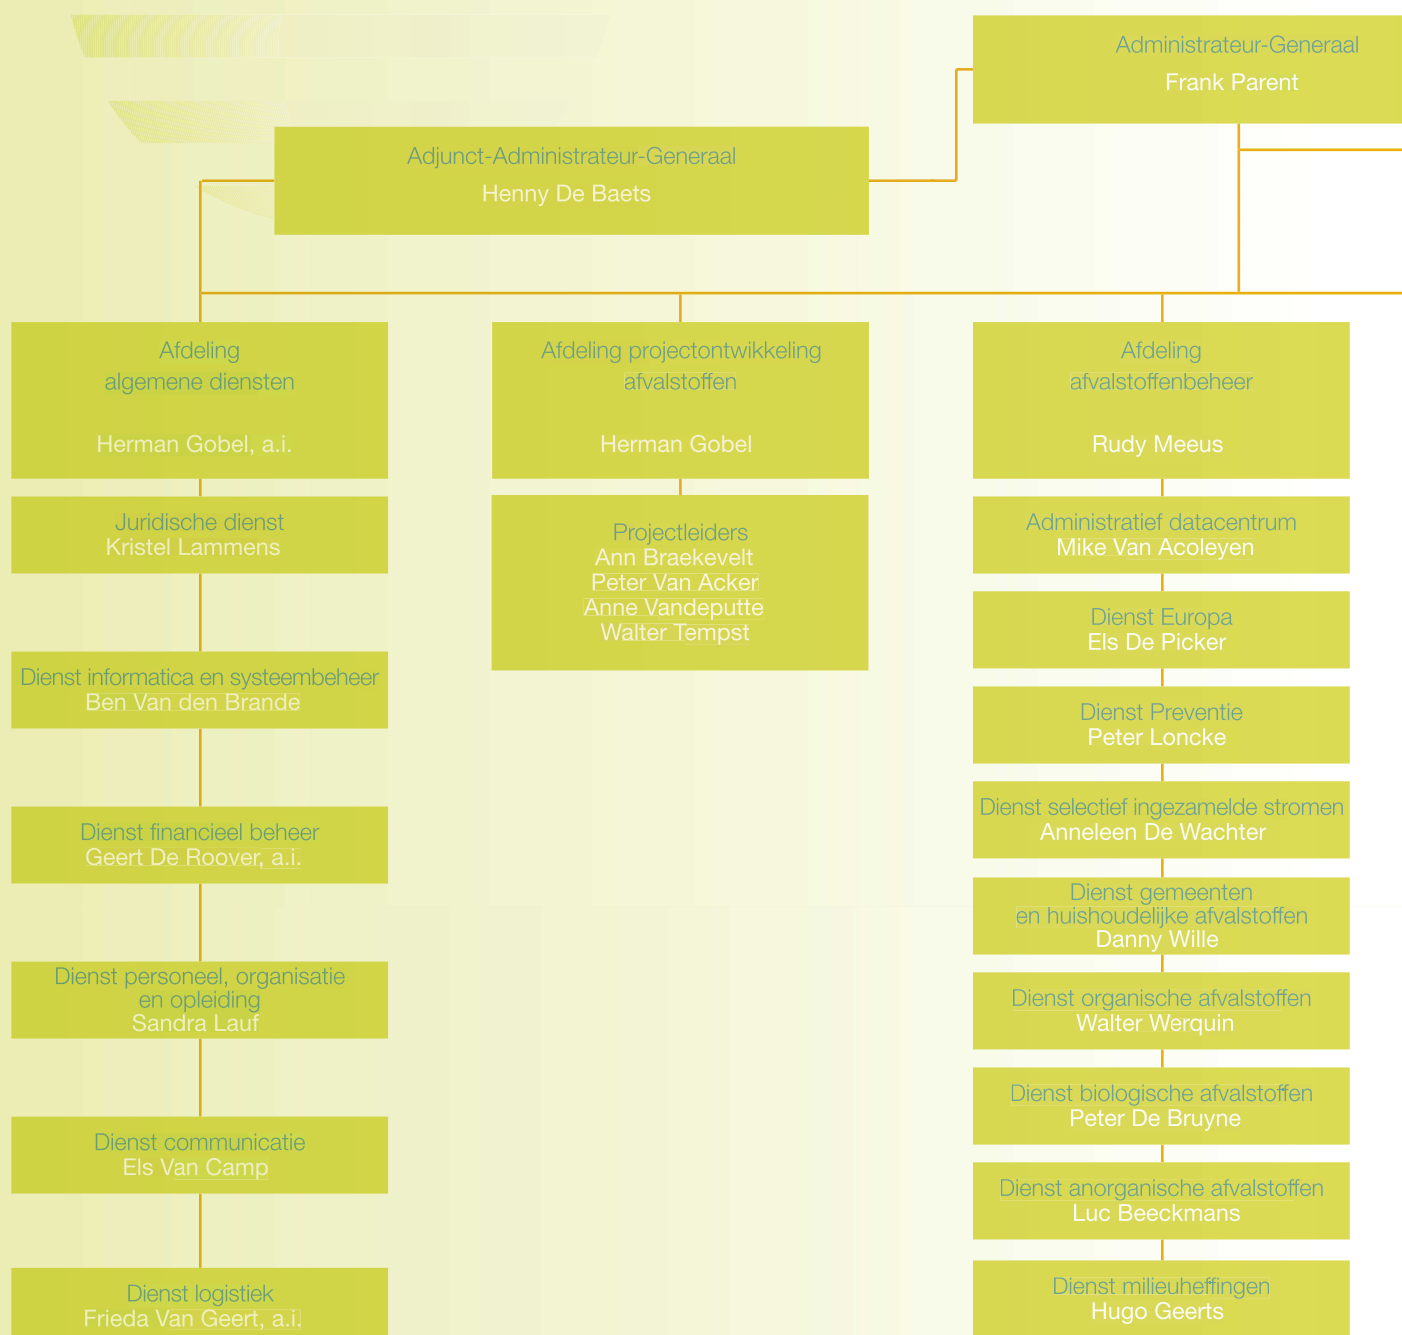 Administrateur-Generaal
Frank Parent
Adjunct-Administrateur-Generaal
Henny De Baets
Afdeling
algemene diensten
Herman Gobel, a.i.
Juridische dienst
Kristel Lammens
Dienst informatica en systeembeheer
Ben Van den Brande
Dienst financieel beheer
Geert De Roover, a.i.
Dienst personeel, organisatie
en opleiding
Sandra Lauf
Dienst communicatie
Els Van Camp
Dienst logistiek
Frieda Van Geert, a.i.
Afdeling projectontwikkeling
afvalstoffen
Herman Gobel
Projectleiders
Ann Braekevelt
Peter Van Acker
Anne Vandeputte
Walter Tempst
Afdeling
afvalstoffenbeheer
Rudy Meeus
Administratief datacentrum
Mike Van Acoleyen
Dienst Europa
Els De Picker
Dienst Preventie
Peter Loncke
Dienst selectief ingezamelde stromen
Anneleen De Wachter
Dienst gemeenten
en huishoudelijke afvalstoffen
Danny Wille
Dienst organische afvalstoffen
Walter Werquin
Dienst biologische afvalstoffen
Peter De Bruyne
Dienst anorganische afvalstoffen
Luc Beeckmans
Dienst milieuheffingen
Hugo Geerts